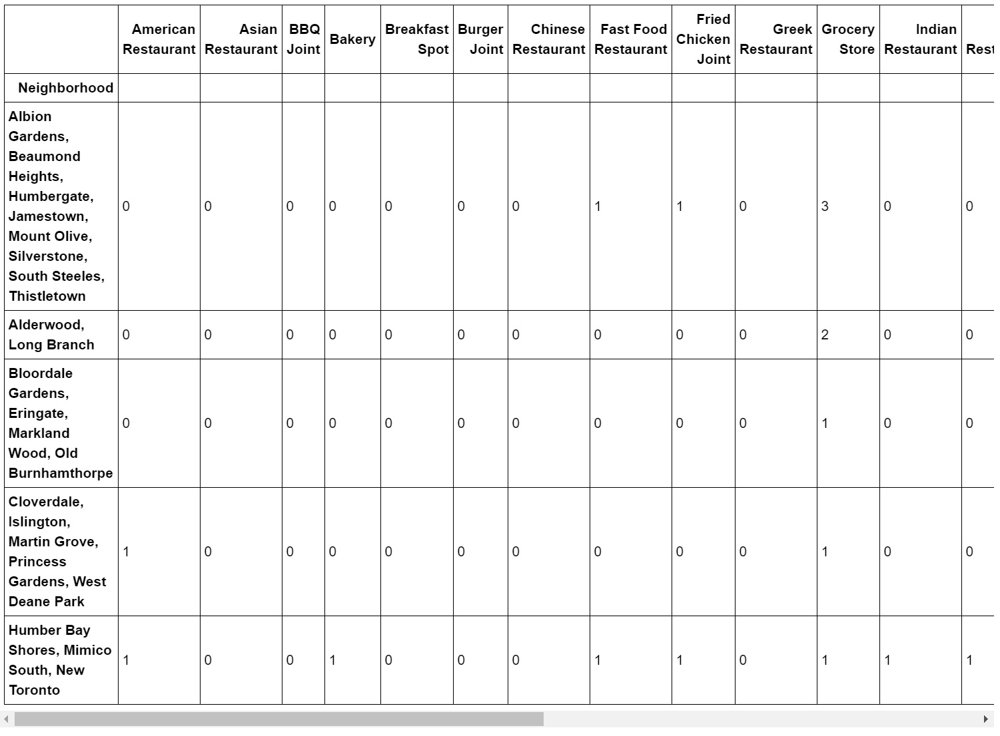 American Restaurant Asian Restaurant BBQ Joint Bakery Breakfast Spot Burger Joint Chinese Restaurant Fast Food Restaurant Fried Chicken Joint Greek Restaurant Grocery Store Indian Restaurant
Neighborhood
Albion
Gardens,
Beaumond
Heights,
Humbergate,
Jamestown,
Mount Olive,
Silverstone,
South Steeles,
Thistletown
0 0 0 0 0 0 0 1 1 0 3 0 0
Alderwood,
Long Branch
0 0 0 0 0 0 0 0 0 0 2 0 0
Bloordale
Gardens,
Eringate,
Markland
Wood, Old
Burnhamthorpe
0 0 0 0 0 0 0 0 0 0 1 0 0
Cloverdale,
Islington,
Martin Grove,
Princess
Gardens, West
Deane Park
1 0 0 0 0 0 0 0 0 0 1 0 0
Humber Bay
Shores, Mimico
South, New
Toronto
1 0 0 1 0 0 0 1 1 0 1 1 1